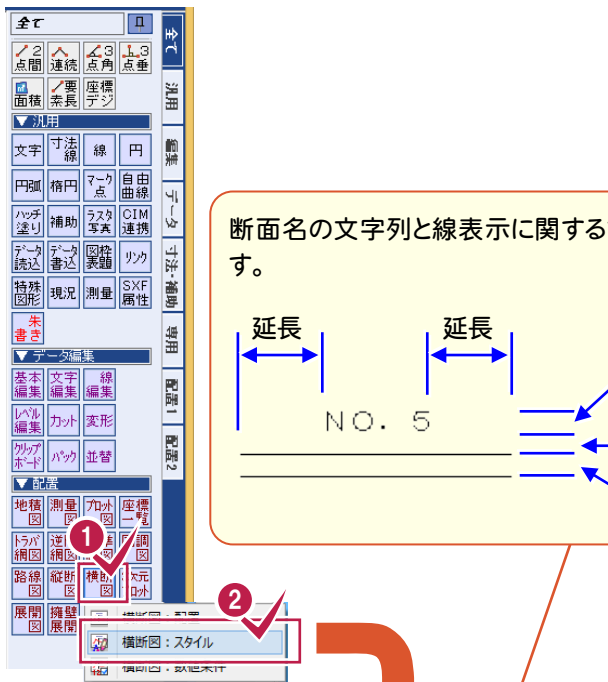 全て
2点間 連続 3点角 3点垂
面積 要素長 座標デジ
▼ 汎用
文字 寸法線 線 円
円弧 楕円 マーク点 自由曲線
ハッチ塗り 補助 ラスタ写真 CIM連携
データ読込 データ書込 図枠表題 リンク
特殊図形 現況 測量 SXF属性
朱書き
▼ データ編集
基本編集 文字編集 線編集
レベル編集 カット 変形
クリップボード パック 並替
▼ 配置
地積図 測量図 プロット図 座標一覧
トラバ網図
路線図 縦断図 横断図
展開図 擁壁展開
1
2
横断図：配置
横断図：スタイル
横断図：数値条件
全て
汎用
編集
データ
寸法・補助
専用
配置1
配置2
断面名の文字列と線表示に関する
す。
延長 延長
NO. 5